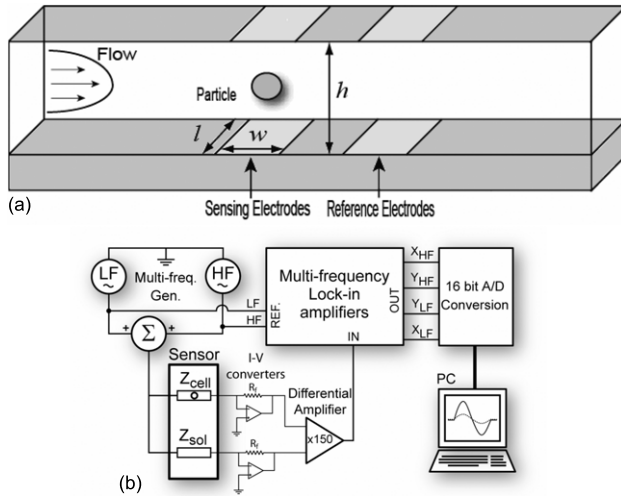 Flow
Particle
h
l
w
(a)
Sensing Electrodes
Reference Electrodes
LF
~
HF
~
Multi-freq.
Gen.
LF
HF
+
Σ
+
REF.
Multi-frequency
Lock-in
amplifiers
OUT
IN
X_HF
Y_HF
Y_LF
X_LF
16 bit A/D
Conversion
Sensor
Z_cell
Z_sol
I-V
converters
R_f
-
+
R_f
-
+
Differential
Amplifier
x150
PC
(b)